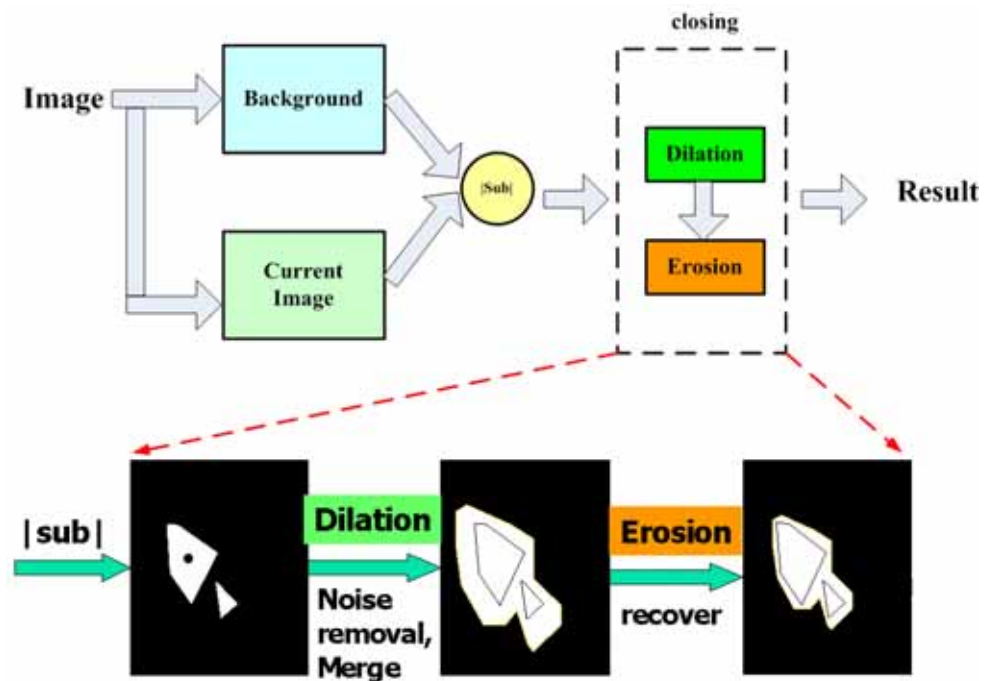 closing
Image
Background
|Sub|
Dilation
Result
Current
Image
Erosion
|sub|
Dilation
Noise
removal,
Merge
Erosion
recover